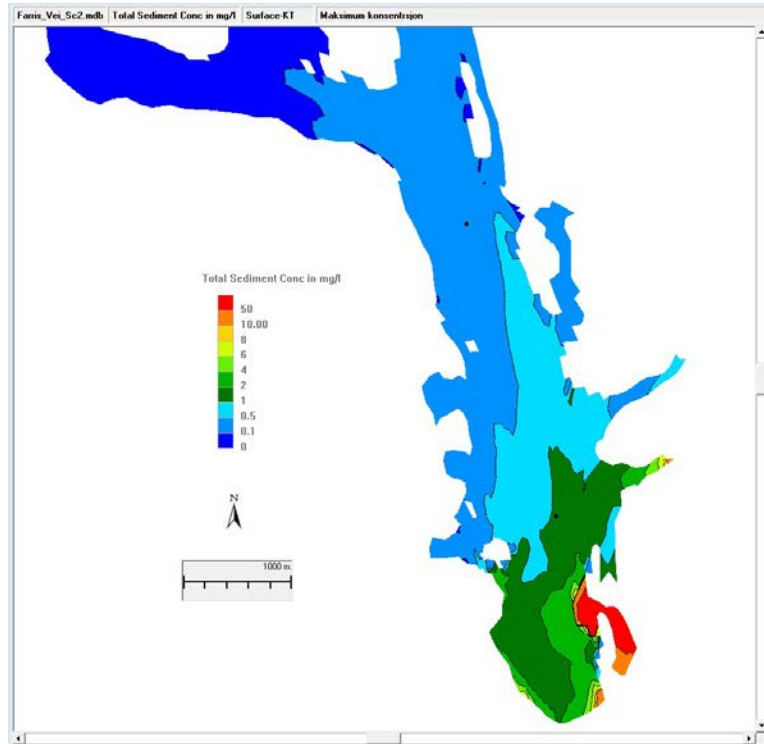 Farris_Vei_Sc2.mdb Total Sediment Conc in mg/l Surface-KT Maksimum konsentrssjon
Total Sediment Conc in mg/l
50
10.00
8
6
4
2
1
0.5
0.1
0
N
1000 m.